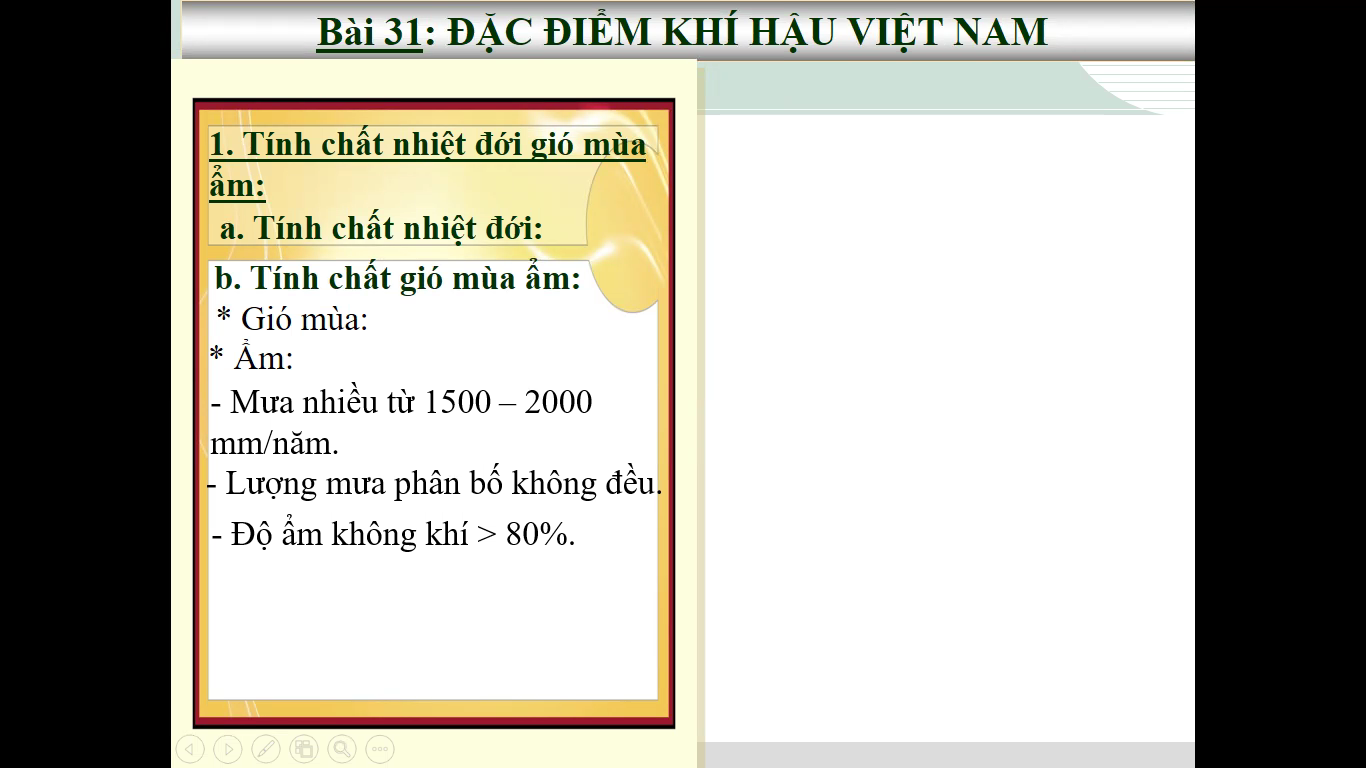 Bài 31: ĐẶC ĐIỂM KHÍ HẬU VIỆT NAM
1. Tính chất nhiệt đới gió mùa
ẩm:
a. Tính chất nhiệt đới:
b. Tính chất gió mùa ẩm:
* Gió mùa:
* Ẩm:
- Mưa nhiều từ 1500 – 2000
mm/năm.
- Lượng mưa phân bố không đều.
- Độ ẩm không khí > 80%.